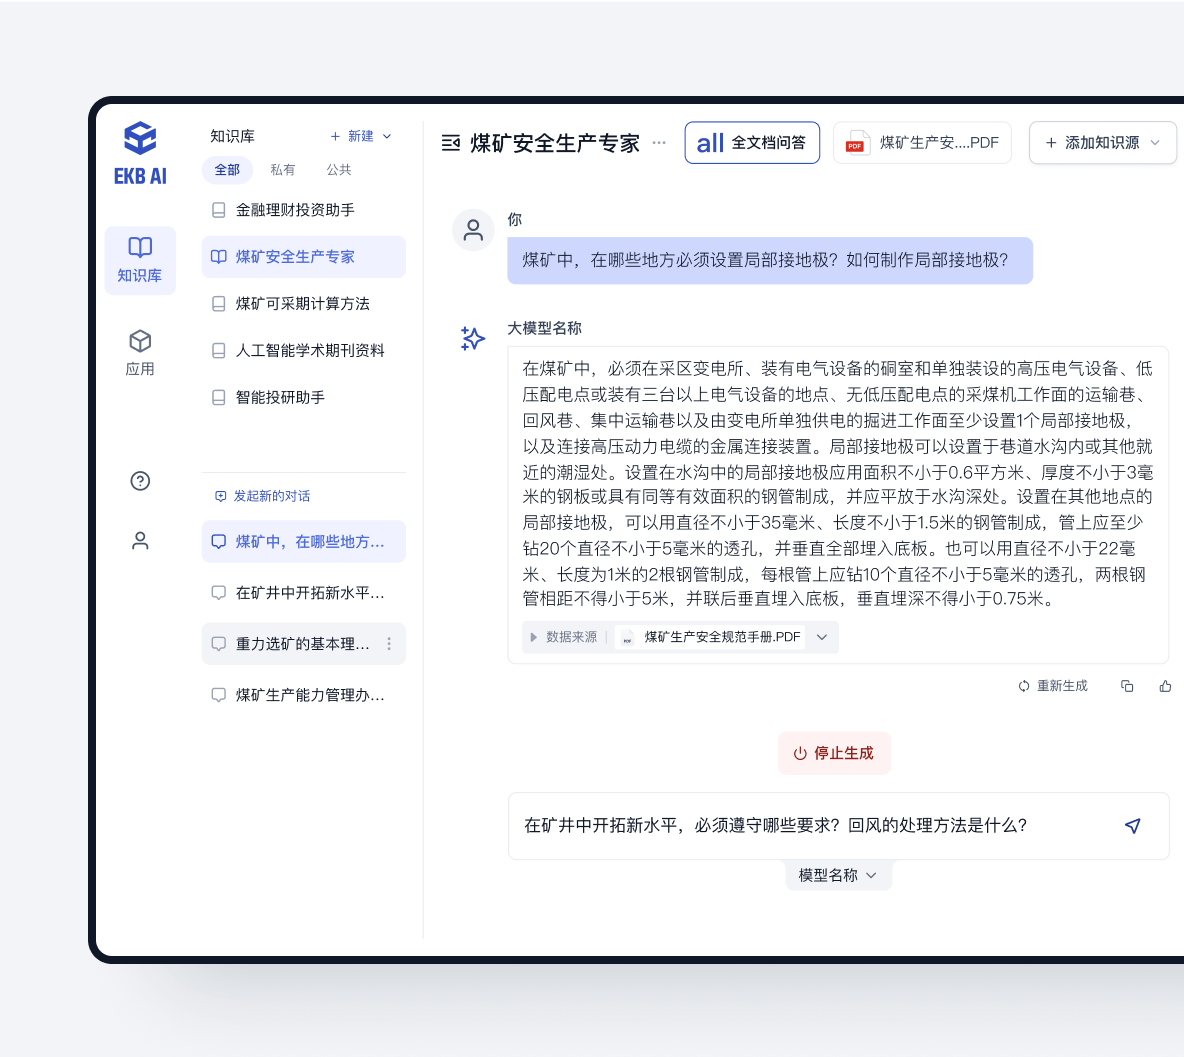 EKB AI
知识库
应用
知识库
+ 新建
全部 私有 公共
金融理财投资助手
煤矿安全生产专家
煤矿可采期计算方法
人工智能学术期刊资料
智能投研助手
发起新的对话
煤矿中，在哪些地方...
在矿井中开拓新水平...
重力选矿的基本理...
煤矿生产能力管理办...
煤矿安全生产专家 ...
all 全文档问答
PDF 煤矿生产安....PDF
+ 添加知识源
你
煤矿中，在哪些地方必须设置局部接地极？如何制作局部接地极？
大模型名称
在煤矿中，必须在采区变电所、装有电气设备的硐室和单独装设的高压电气设备、低
压配电点或装有三台以上电气设备的地点、无低压配电点的采煤机工作面的运输巷、
回风巷、集中运输巷以及由变电所单独供电的掘进工作面至少设置1个局部接地极，
以及连接高压动力电缆的金属连接装置。局部接地极可以设置于巷道水沟内或其他就
近的潮湿处。设置在水沟中的局部接地极应用面积不小于0.6平方米、厚度不小于3毫
米的钢板或具有同等有效面积的钢管制成，并应平放于水沟深处。设置在其他地点的
局部接地极，可以用直径不小于35毫米、长度不小于1.5米的钢管制成，管上应至少
钻20个直径不小于5毫米的透孔，并垂直全部埋入底板。也可以用直径不小于22毫
米、长度为1米的2根钢管制成，每根管上应钻10个直径不小于5毫米的透孔，两根钢
管相距不得小于5米，并联后垂直埋入底板，垂直埋深不得小于0.75米。
数据来源 PDF 煤矿生产安全规范手册.PDF
重新生成
停止生成
在矿井中开拓新水平，必须遵守哪些要求？回风的处理方法是什么？
模型名称